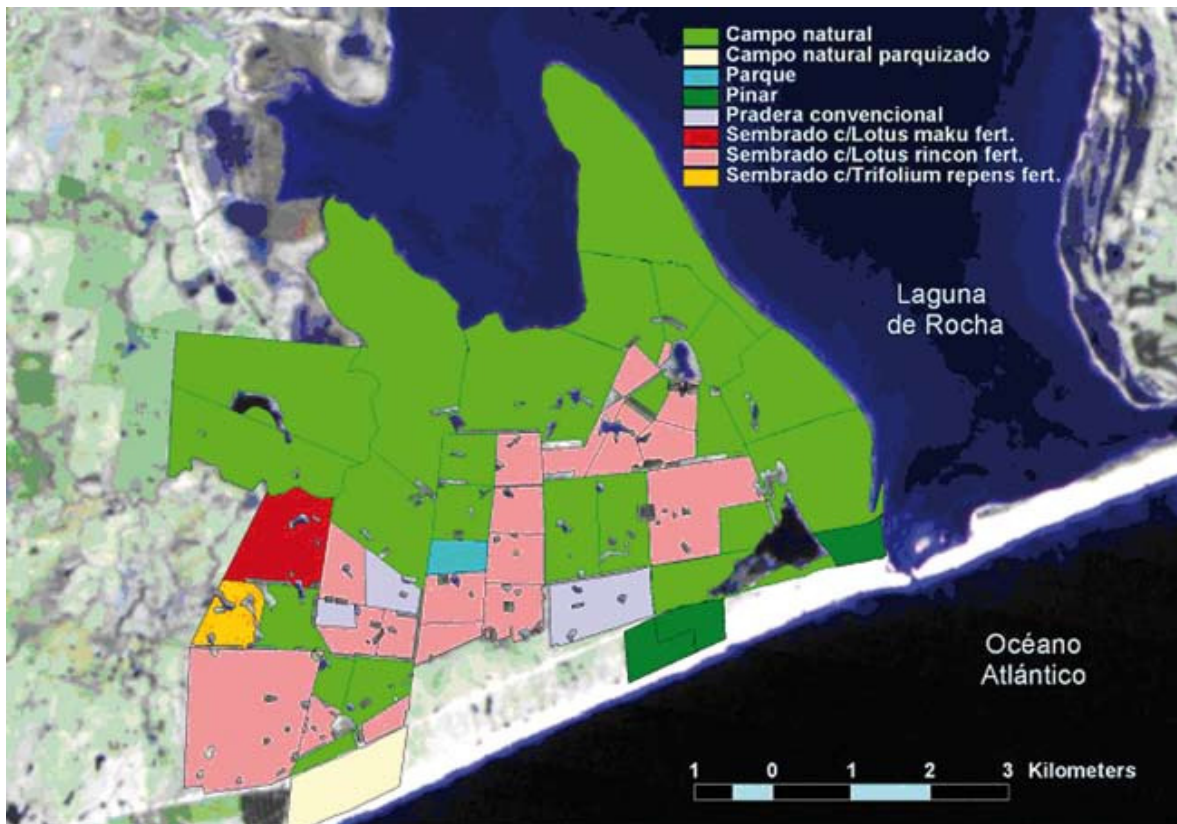 Campo natural
Campo natural parquizado
Parque
Pinar
Pradera convencional
Sembrado c/Lotus maku fert.
Sembrado c/Lotus rincon fert.
Sembrado c/Trifolium repens fert.
Laguna
de Rocha
Océano
Atlántico
1 0 1 2 3 Kilometers